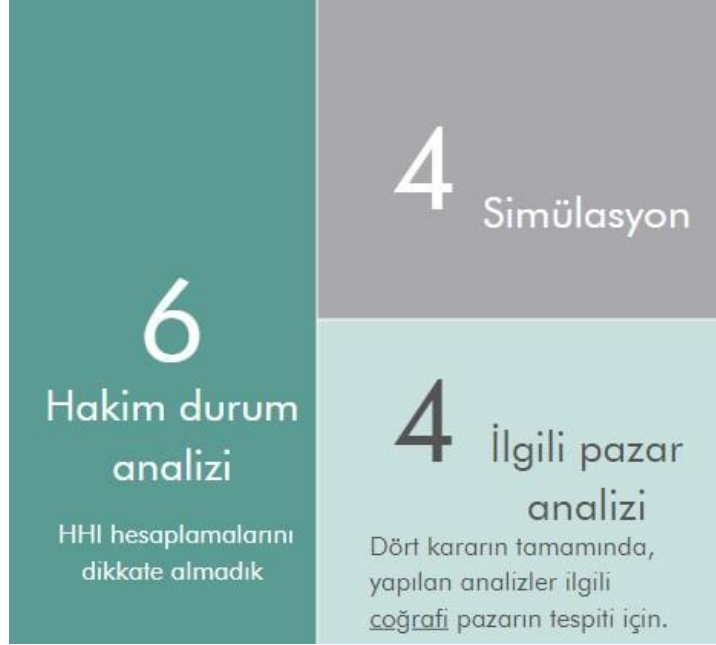 6
Hakim durum
analizi
HHI hesaplamalarını
dikkate almadık
4 Simülasyon
4 İlgili pazar
analizi
Dört kararın tamamında,
yapılan analizler ilgili
coğrafi pazarın tespiti için.